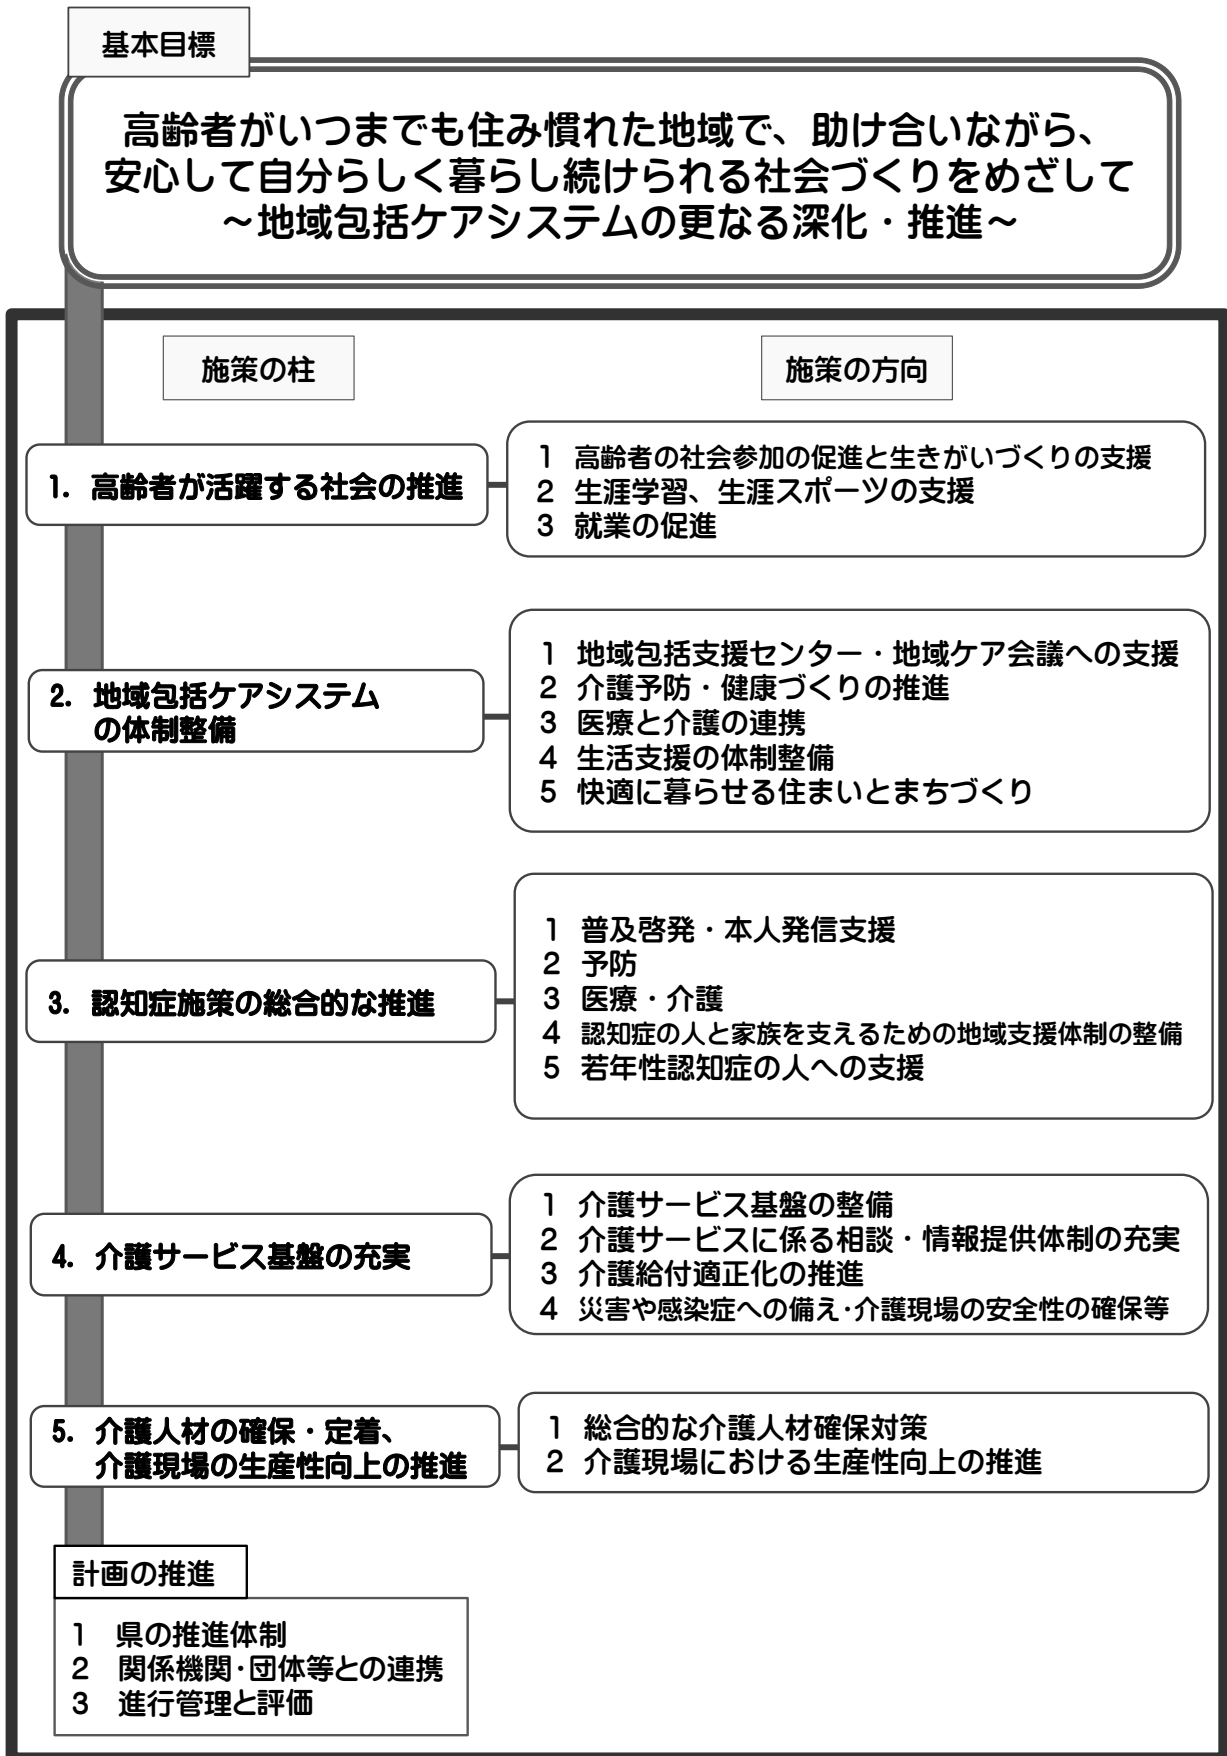 基本目標
高齢者がいつまでも住み慣れた地域で、助け合いながら、
安心して自分らしく暮らし続けられる社会づくりをめざして
～地域包括ケアシステムの更なる深化・推進～
施策の柱
施策の方向
1. 高齢者が活躍する社会の推進
1 高齢者の社会参加の促進と生きがいづくりの支援
2 生涯学習、生涯スポーツの支援
3 就業の促進
2. 地域包括ケアシステム
の体制整備
1 地域包括支援センター・地域ケア会議への支援
2 介護予防・健康づくりの推進
3 医療と介護の連携
4 生活支援の体制整備
5 快適に暮らせる住まいとまちづくり
3. 認知症施策の総合的な推進
1 普及啓発・本人発信支援
2 予防
3 医療・介護
4 認知症の人と家族を支えるための地域支援体制の整備
5 若年性認知症の人への支援
4. 介護サービス基盤の充実
1 介護サービス基盤の整備
2 介護サービスに係る相談・情報提供体制の充実
3 介護給付適正化の推進
4 災害や感染症への備え・介護現場の安全性の確保等
5. 介護人材の確保・定着、
介護現場の生産性向上の推進
1 総合的な介護人材確保対策
2 介護現場における生産性向上の推進
計画の推進
1 県の推進体制
2 関係機関・団体等との連携
3 進行管理と評価